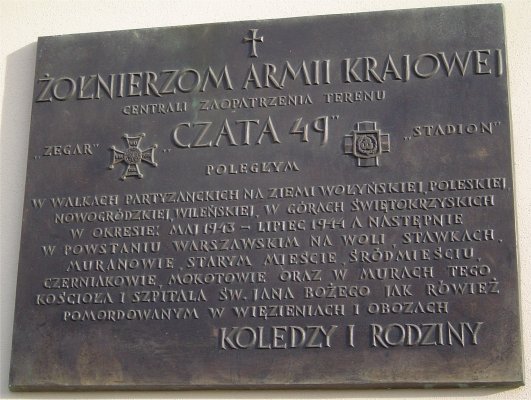 ŻOŁNIERZOM ARMII KRAJOWEJ
CENTRALI ZAOPATRZENIA TERENU
„ZEGAR” „CZATA 49” „STADION”
POLEGŁYM
W WALKACH PARTYZANCKICH NA ZIEMI WOŁYŃSKIEJ, POLESKIEJ,
NOWOGRÓDZKIEJ, WILEŃSKIEJ, W GÓRACH ŚWIĘTOKRZYSKICH
W OKRESIE: MAJ 1943 – LIPIEC 1944 A NASTĘPNIE
W POWSTANIU WARSZAWSKIM NA WOLI, STAWKACH,
MURANOWIE, STARYM MIEŚCIE, ŚRÓDMIEŚCIU,
CZERNIAKOWIE, MOKOTOWIE ORAZ W MURACH TEGO
KOŚCIOŁA I SZPITALA ŚW. JANA BOŻEGO JAK RÓWIEŻ
POMORDOWANYM W WIĘZIENIACH I OBOZACH
KOLEDZY I RODZINY